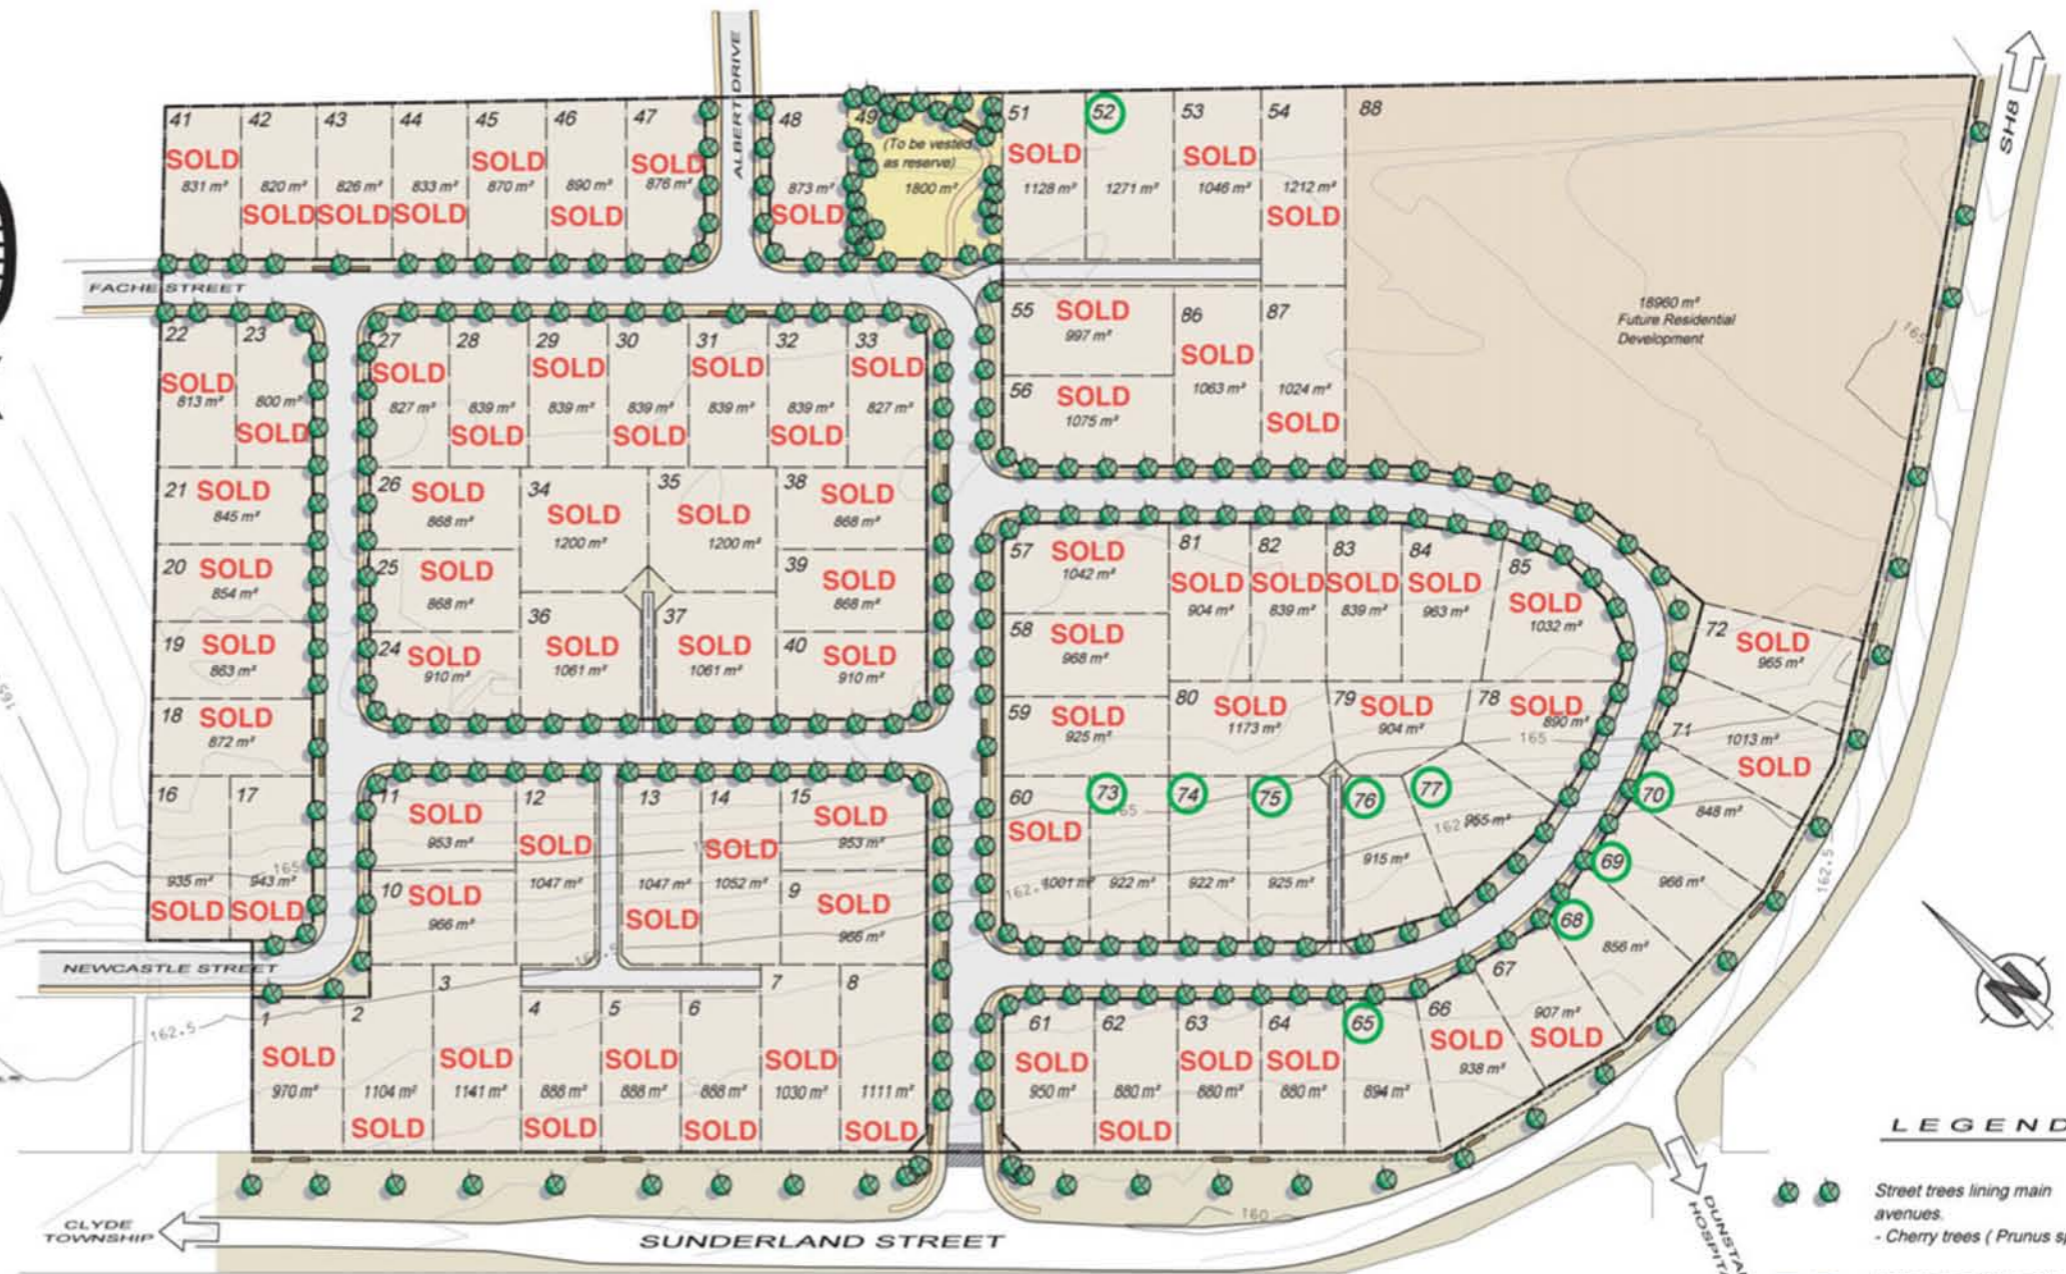 ALBERT DRIVE
SH8
41
SOLD
831 m²
42
820 m²
SOLD
43
826 m²
SOLD
44
833 m²
SOLD
45
SOLD
870 m²
46
890 m²
SOLD
47
SOLD
876 m²
48
873 m²
SOLD
49
(To be vested
as reserve)
1800 m²
51
SOLD
1128 m²
52
1271 m²
53
SOLD
1046 m²
54
1212 m²
SOLD
88
18960 m²
Future Residential
Development
165
FACHE STREET
22
SOLD
813 m²
23
800 m²
SOLD
27
SOLD
827 m²
28
839 m²
SOLD
29
SOLD
839 m²
30
839 m²
SOLD
31
SOLD
839 m²
32
839 m²
SOLD
33
SOLD
827 m²
55
SOLD
997 m²
56
SOLD
1075 m²
86
SOLD
1063 m²
87
1024 m²
SOLD
21
SOLD
845 m²
20
SOLD
854 m²
19
SOLD
863 m²
18
SOLD
872 m²
26
SOLD
868 m²
25
SOLD
868 m²
24
SOLD
910 m²
34
SOLD
1200 m²
35
SOLD
1200 m²
36
SOLD
1061 m²
37
SOLD
1061 m²
38
SOLD
868 m²
39
SOLD
868 m²
40
SOLD
910 m²
57
SOLD
1042 m²
58
SOLD
968 m²
59
SOLD
925 m²
81
SOLD
904 m²
82
SOLD
839 m²
83
SOLD
839 m²
84
SOLD
963 m²
85
SOLD
1032 m²
80
SOLD
1173 m²
79
SOLD
904 m²
78
SOLD
890 m²
165
72
SOLD
965 m²
71
1013 m²
SOLD
70
848 m²
69
966 m²
68
856 m²
67
907 m²
SOLD
66
SOLD
938 m²
16
935 m²
SOLD
17
943 m²
SOLD
165
11
SOLD
953 m²
10
SOLD
966 m²
12
SOLD
1047 m²
13
1047 m²
SOLD
14
SOLD
1052 m²
15
SOLD
953 m²
9
SOLD
966 m²
60
SOLD
1001 m²
73
922 m²
74
922 m²
75
925 m²
76
915 m²
77
965 m²
165
162.5
162.5
162.5
162.5
NEWCASTLE STREET
162.5
1
SOLD
970 m²
2
1104 m²
SOLD
3
SOLD
1141 m²
4
888 m²
SOLD
5
SOLD
888 m²
6
888 m²
SOLD
7
SOLD
1030 m²
8
1111 m²
SOLD
61
SOLD
950 m²
62
880 m²
SOLD
63
SOLD
880 m²
64
SOLD
880 m²
65
894 m²
N
160
CLYDE
TOWNSHIP
SUNDERLAND STREET
LEGEND
Street trees lining main
avenues.
- Cherry trees ( Prunus